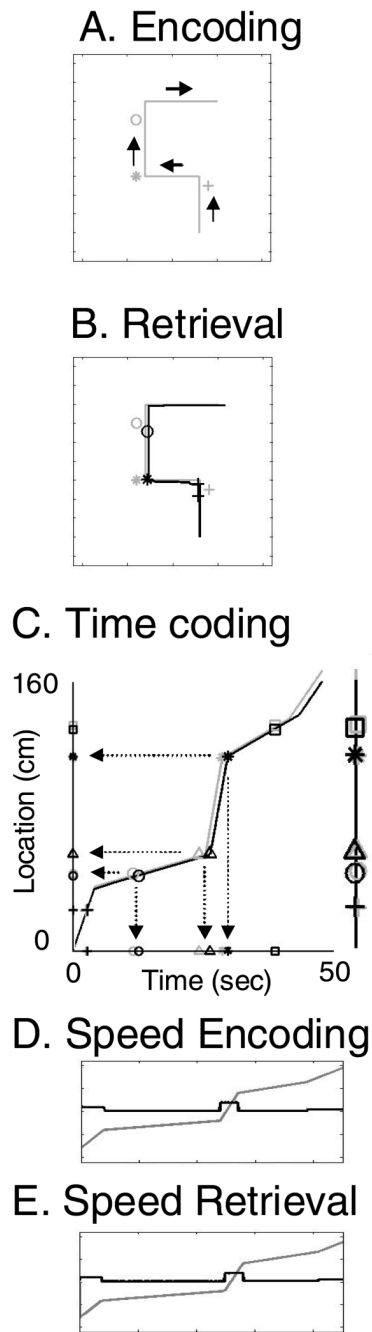 A. Encoding
B. Retrieval
C. Time coding
160
Location (cm)
0
0
50
Time (sec)
D. Speed Encoding
E. Speed Retrieval